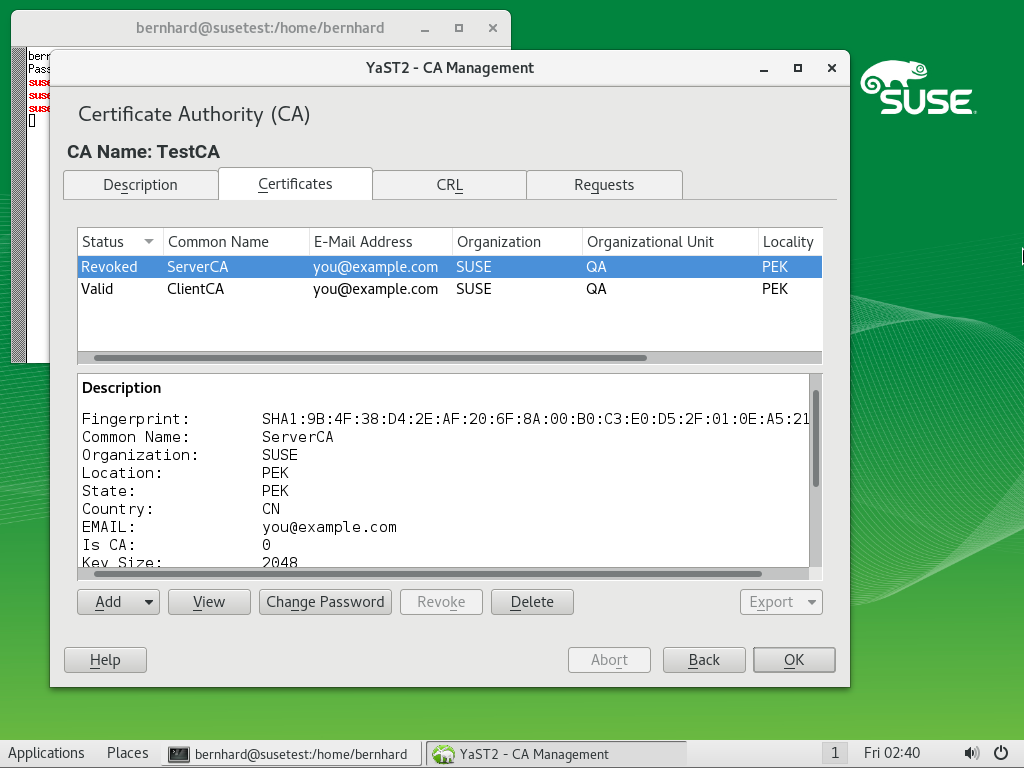 bernhard@susetest:/home/bernhard
bern
Pass
suse
suse
suse
YaST2 - CA Management
SUSE
Certificate Authority (CA)
CA Name: TestCA
Description Certificates CRL Requests
Status Common Name E-Mail Address Organization Organizational Unit Locality
Revoked ServerCA you@example.com SUSE QA PEK
Valid ClientCA you@example.com SUSE QA PEK
Description
Fingerprint: SHA1:9B:4F:38:D4:2E:AF:20:6F:8A:00:B0:C3:E0:D5:2F:01:0E:A5:21
Common Name: ServerCA
Organization: SUSE
Location: PEK
State: PEK
Country: CN
EMAIL: you@example.com
Is CA: 0
Key Size: 2048
Add View Change Password Revoke Delete Export
Help Abort Back OK
Applications Places bernhard@susetest:/home/bernhard YaST2 - CA Management 1 Fri 02:40